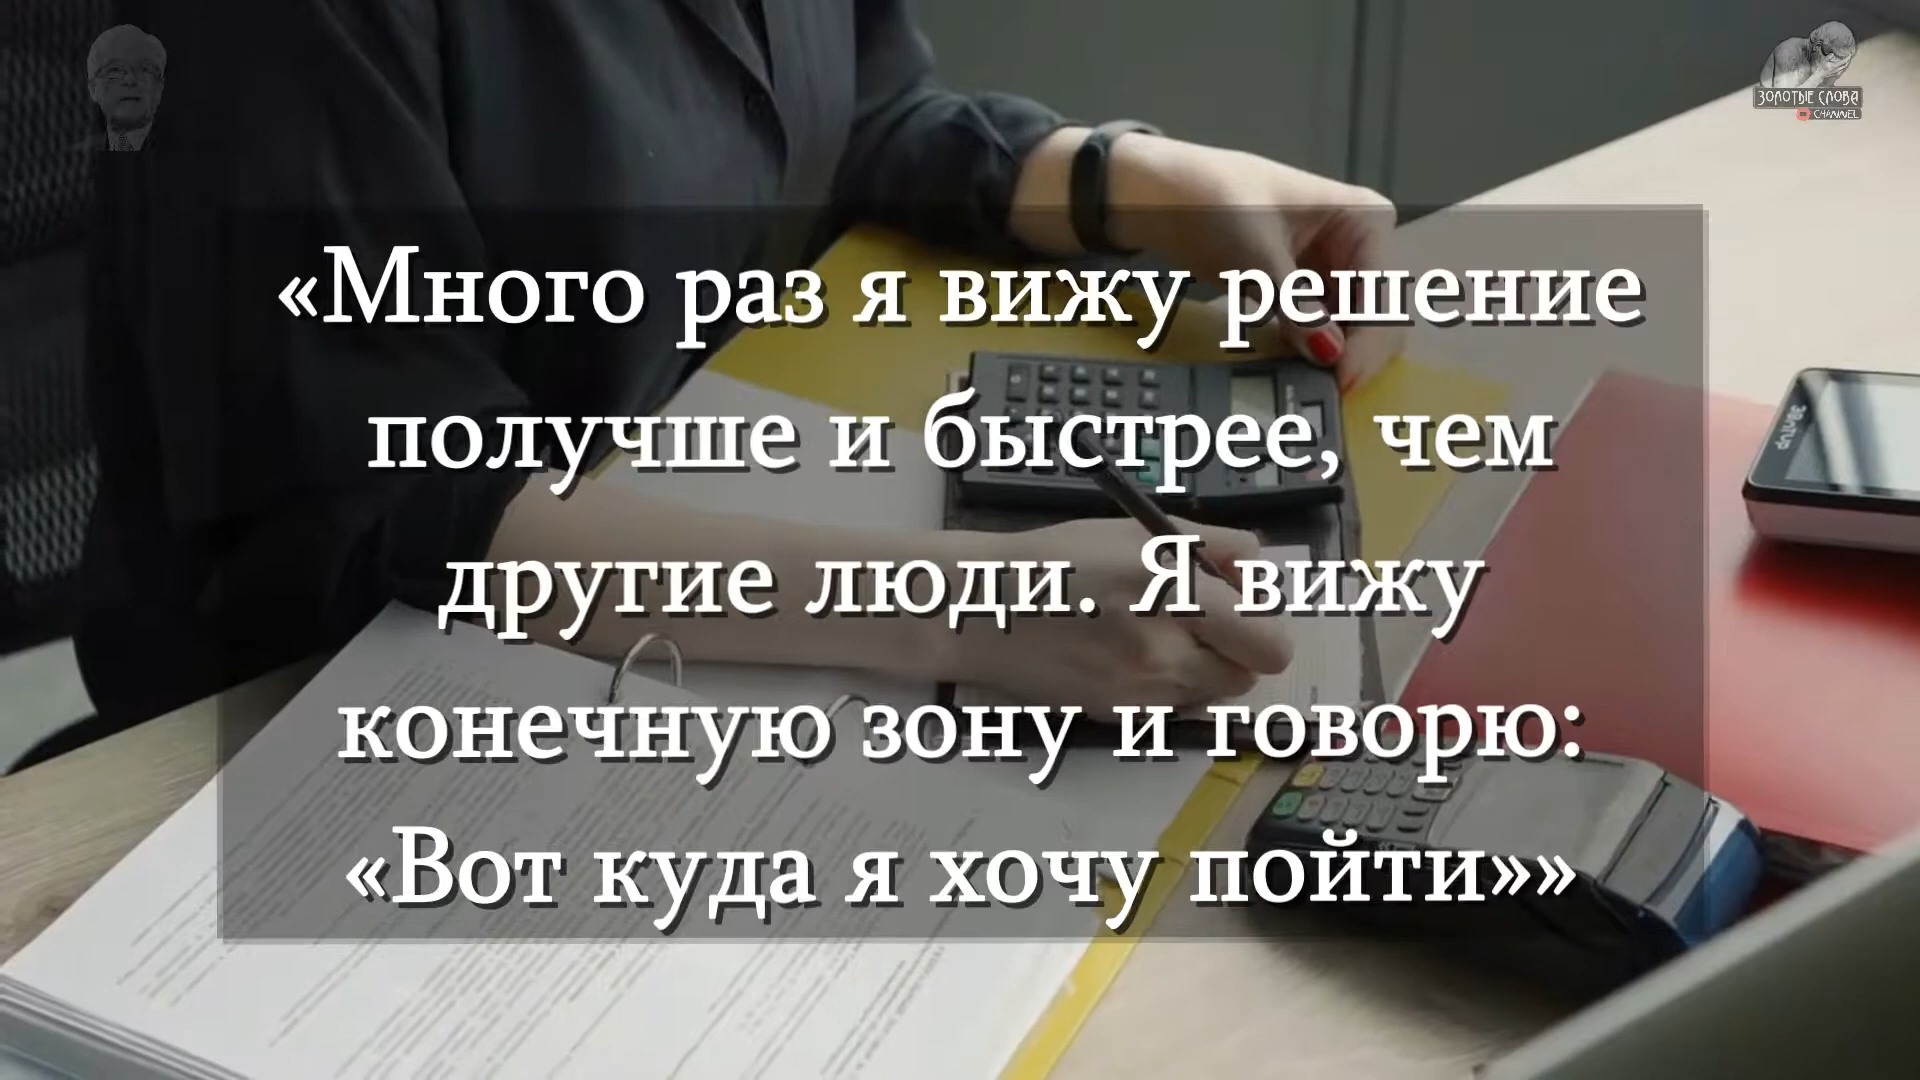 ЗОЛОТЫЕ СЛОВА
CHANNEL
«Много раз я вижу решение
получше и быстрее, чем
другие люди. Я вижу
конечную зону и говорю:
«Вот куда я хочу пойти»»